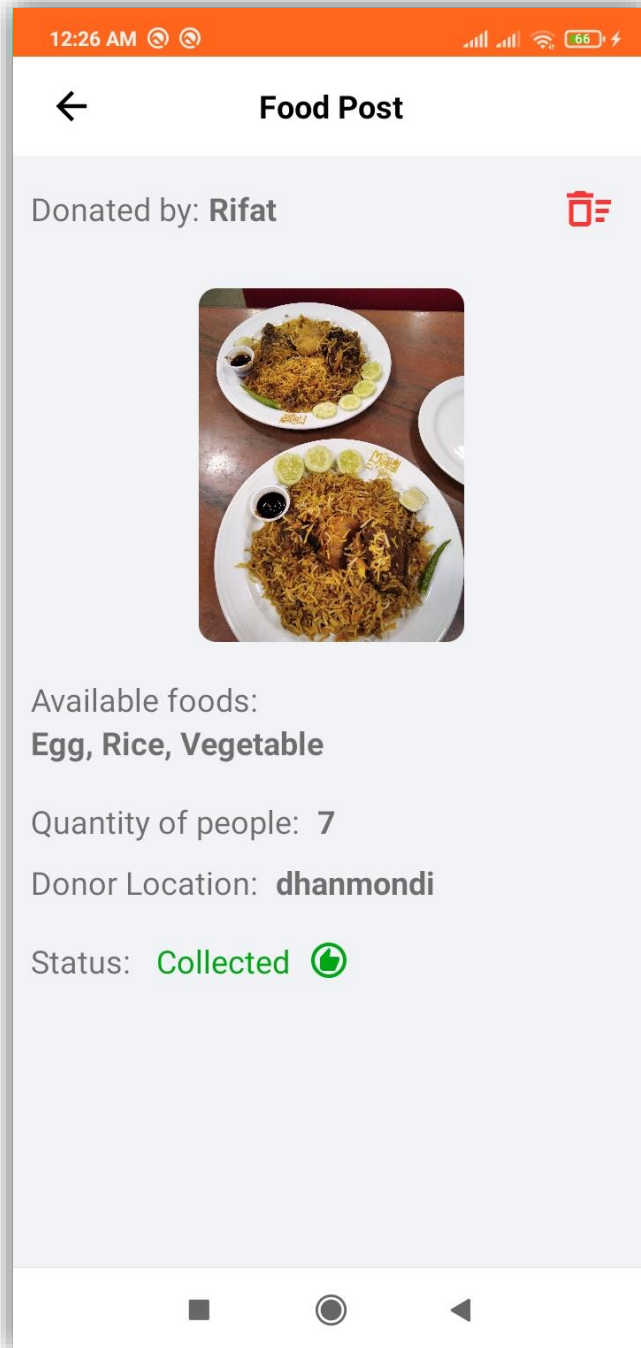 12:26 AM
66
Food Post
Donated by: Rifat
Available foods:
Egg, Rice, Vegetable
Quantity of people: 7
Donor Location: dhanmondi
Status: Collected